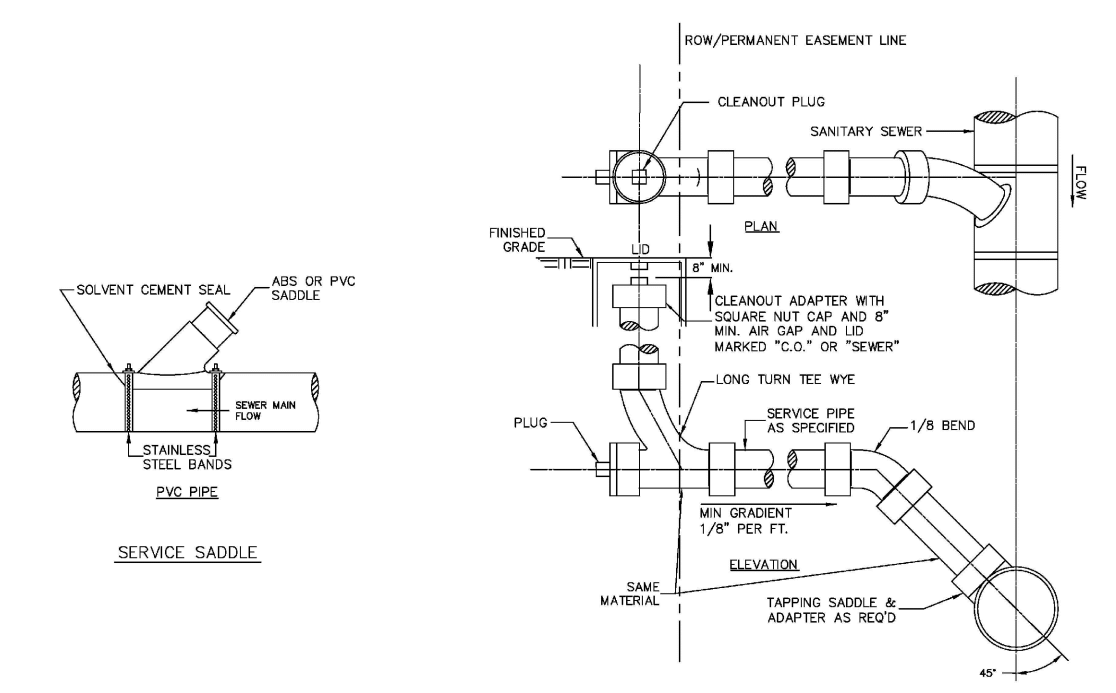 ROW/PERMANENT EASEMENT LINE
CLEANOUT PLUG
SANITARY SEWER
FLOW
PLAN
FINISHED
GRADE
LID
8" MIN.
CLEANOUT ADAPTER WITH
SQUARE NUT CAP AND 8"
MIN. AIR GAP AND LID
MARKED "C.O." OR "SEWER"
SOLVENT CEMENT SEAL
ABS OR PVC
SADDLE
SEWER MAIN
FLOW
STAINLESS
STEEL BANDS
PVC PIPE
SERVICE SADDLE
LONG TURN TEE WYE
PLUG
SERVICE PIPE
AS SPECIFIED
1/8 BEND
MIN GRADIENT
1/8" PER FT.
ELEVATION
SAME
MATERIAL
TAPPING SADDLE &
ADAPTER AS REQ'D
45°